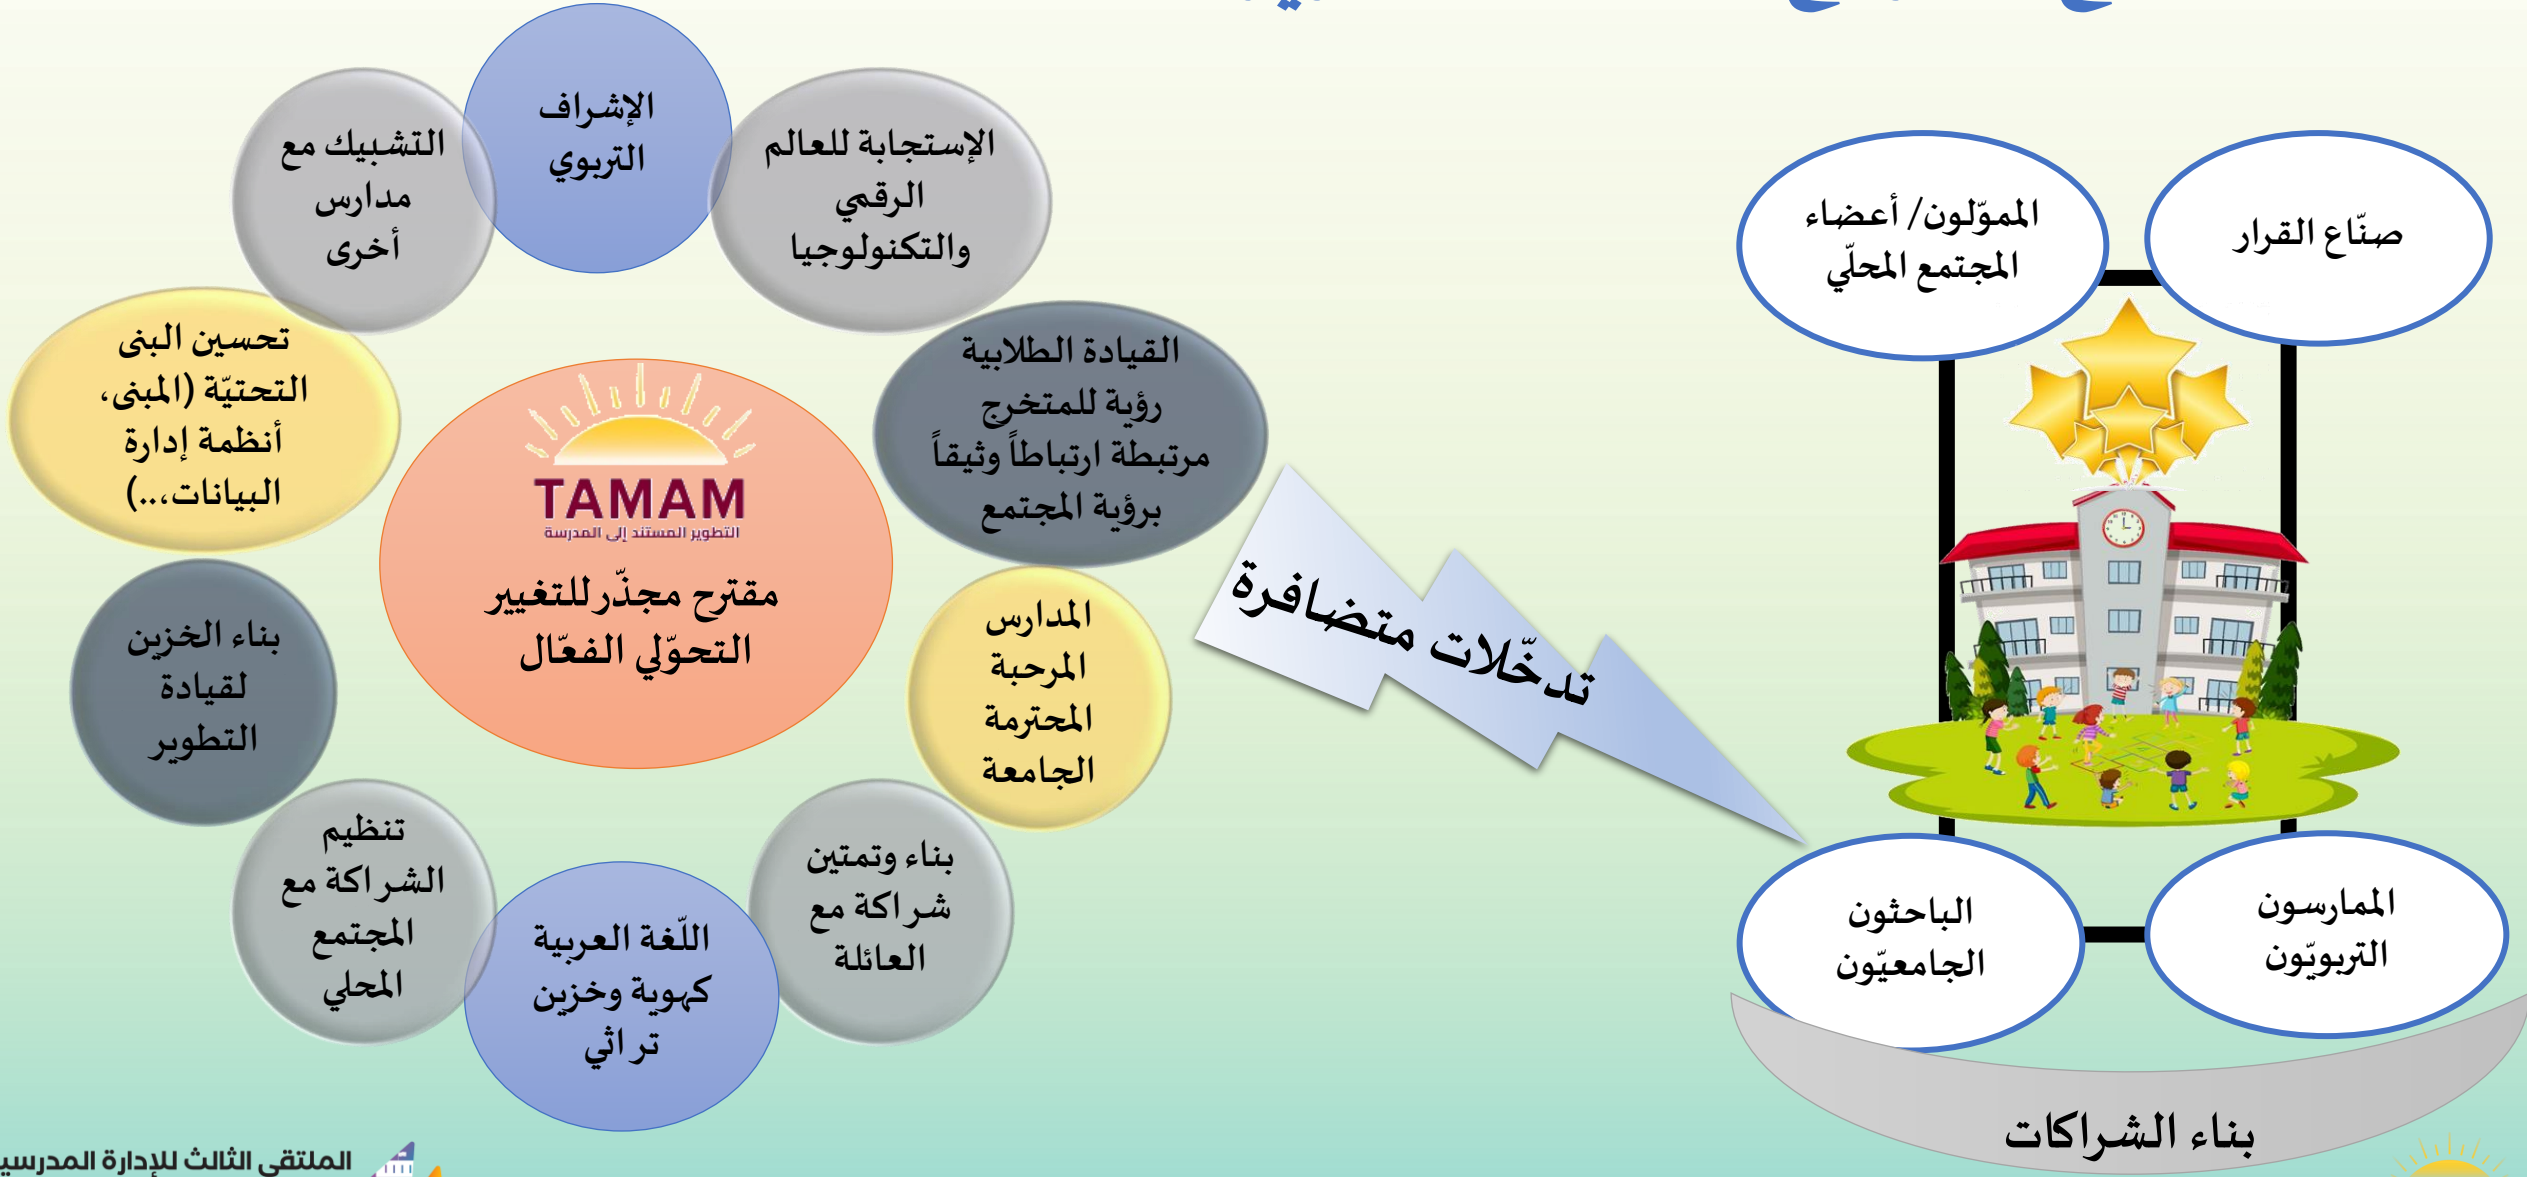 صنّاع القرار
المموّلون/ أعضاء
المجتمع المحلّي
الممارسون
التربويّون
الباحثون
الجامعيّون
بناء الشراكات
تدخّلات متضافرة
TAMAM
التطوير المستند إلى المدرسة
مقترح مجذّر للتغيير
التحوّلي الفعّال
الإشراف
التربوي
الإستجابة للعالم
الرقمي
والتكنولوجيا
القيادة الطلابية
رؤية للمتخرج
مرتبطة ارتباطاً وثيقاً
برؤية المجتمع
المدارس
المرحبة
المحترمة
الجامعة
بناء وتمتين
شراكة مع
العائلة
اللّغة العربية
كهوية وخزين
تراثي
تنظيم
الشراكة مع
المجتمع
المحلي
بناء الخزين
لقيادة
التطوير
تحسين البنى
التحتيّة (المبنى،
أنظمة إدارة
البيانات،..)
التشبيك مع
مدارس
أخرى
الملتقى الثالث للإدارة